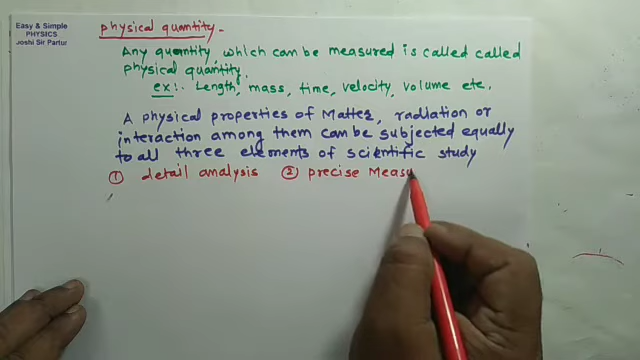 Easy & Simple
PHYSICS
Joshi Sir Partur
physical quantity -
Any quantity which can be measured is called called
physical quantity.
ex:. Length, mass, time, velocity, volume etc.
A physical properties of Matter, radiation or
interaction among them can be subjected equally
to all three elements of scientific study
① detail analysis ② precise Measu